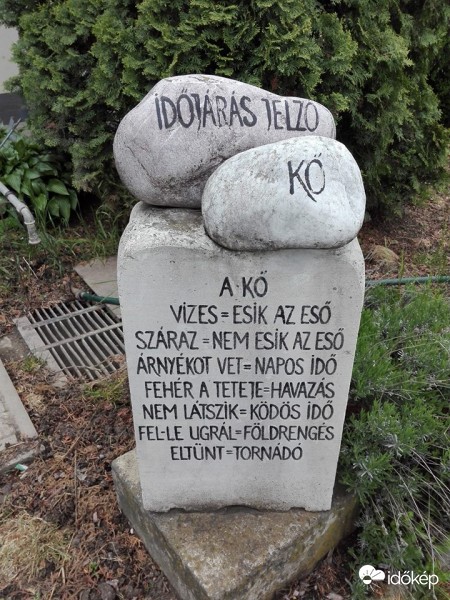 IDŐJÁRÁS JELZŐ
KŐ
A KŐ
VIZES=ESIK AZ ESŐ
SZÁRAZ=NEM ESIK AZ ESŐ
ÁRNYÉKOT VET=NAPOS IDŐ
FEHÉR A TETEJE=HAVAZÁS
NEM LÁTSZIK=KÖDÖS IDŐ
FEL-LE UGRÁL=FÖLDRENGÉS
ELTŰNT=TORNÁDÓ
időkép